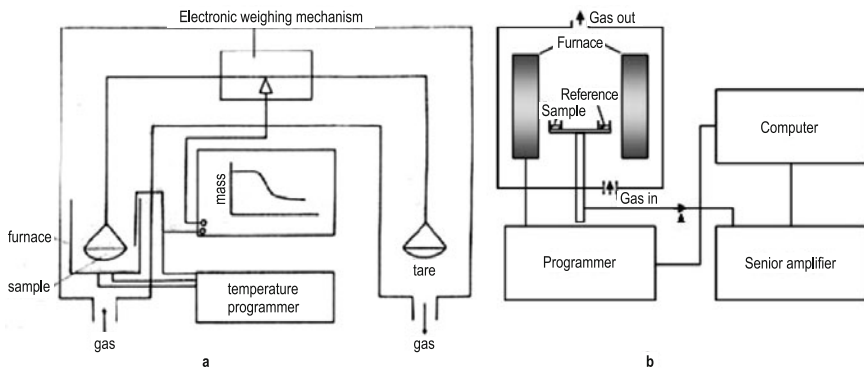 Electronic weighing mechanism
mass
furnace
sample
tare
temperature
programmer
gas
gas
a
Gas out
Furnace
Reference
Sample
Computer
Gas in
Programmer
Senior amplifier
b